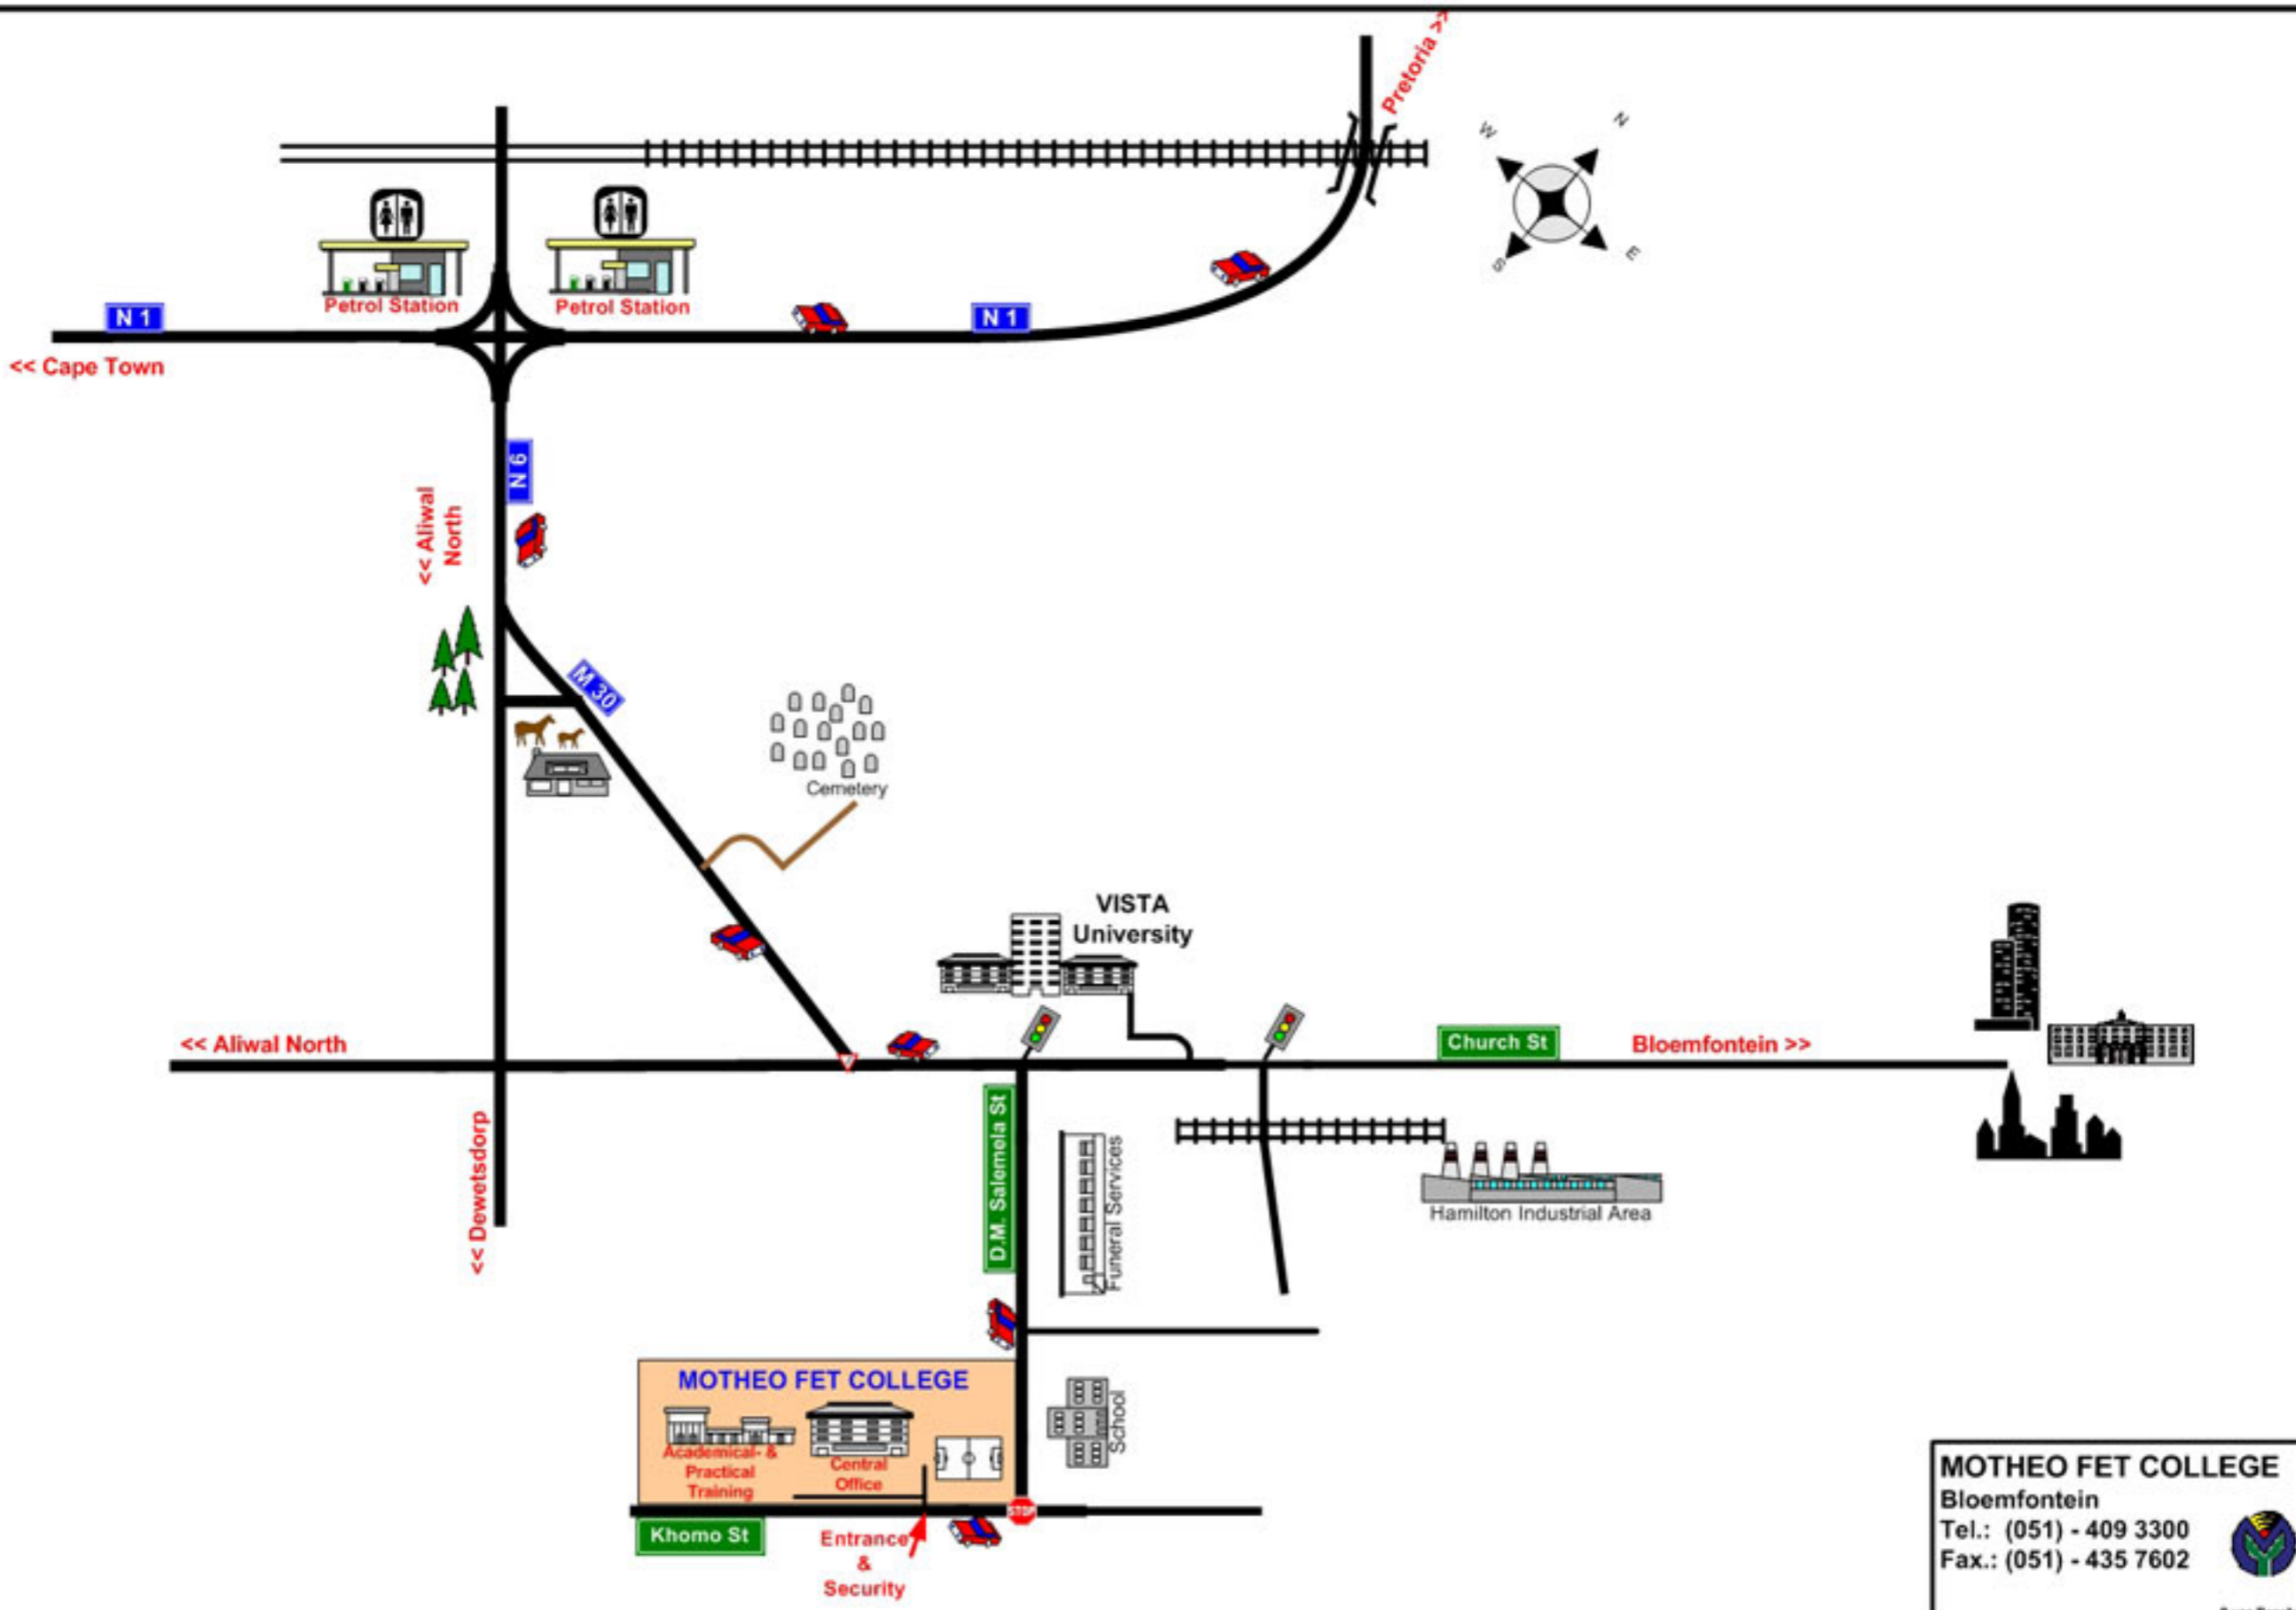 Pretoria >>
W
N
S
E
Petrol Station
Petrol Station
N 1
N 1
<< Cape Town
N 6
<< Aliwal
North
M 30
Cemetery
VISTA
University
<< Aliwal North
Church St
Bloemfontein >>
<< Dewetsdorp
D.M. Salemela St
Funeral Services
Hamilton Industrial Area
MOTHEO FET COLLEGE
Academical- &
Practical
Training
Central
Office
School
STOP
Khomo St
Entrance
&
Security
MOTHEO FET COLLEGE
Bloemfontein
Tel.: (051) - 409 3300
Fax.: (051) - 435 7602